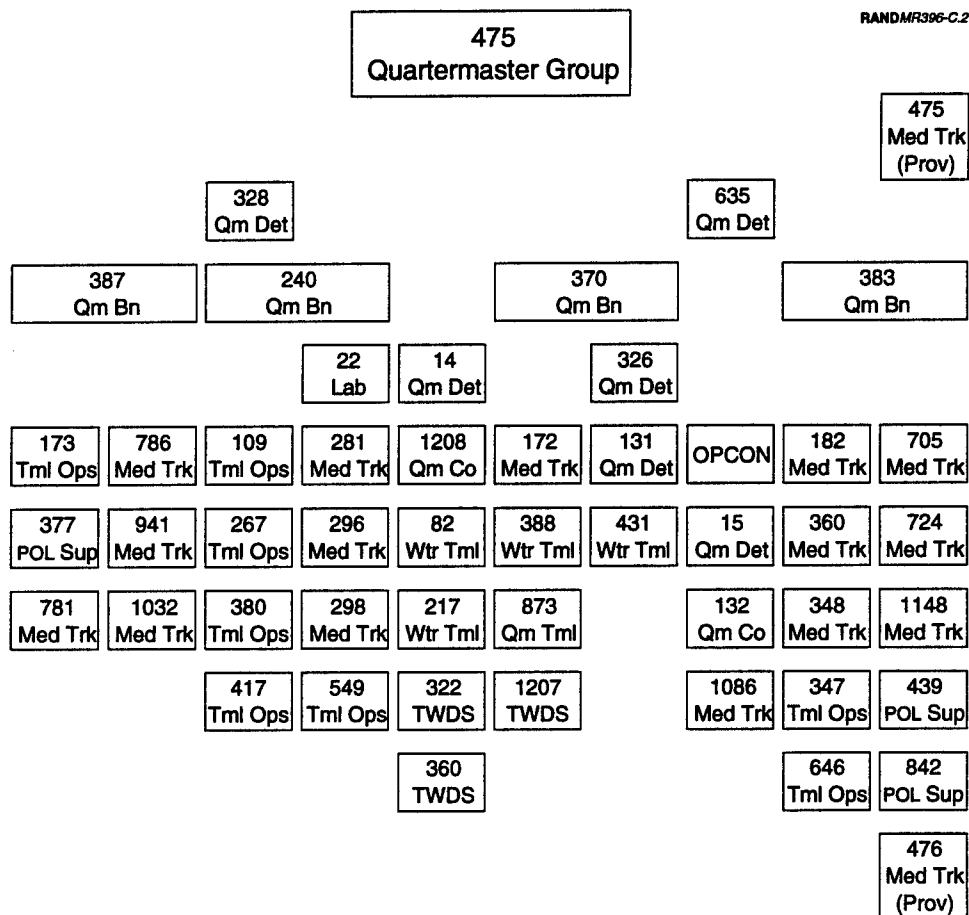 RANDMR396-C.2
475
Quartermaster Group
475
Med Trk
(Prov)
328
Qm Det
635
Qm Det
387
Qm Bn
240
Qm Bn
370
Qm Bn
383
Qm Bn
22
Lab
14
Qm Det
326
Qm Det
173
Tml Ops
786
Med Trk
109
Tml Ops
281
Med Trk
1208
Qm Co
172
Med Trk
131
Qm Det
OPCON
182
Med Trk
705
Med Trk
377
POL Sup
941
Med Trk
267
Tml Ops
296
Med Trk
82
Wtr Tml
388
Wtr Tml
431
Wtr Tml
15
Qm Det
360
Med Trk
724
Med Trk
781
Med Trk
1032
Med Trk
380
Tml Ops
298
Med Trk
217
Wtr Tml
873
Qm Tml
132
Qm Co
348
Med Trk
1148
Med Trk
417
Tml Ops
549
Tml Ops
322
TWDS
1207
TWDS
1086
Med Trk
347
Tml Ops
439
POL Sup
360
TWDS
646
Tml Ops
842
POL Sup
476
Med Trk
(Prov)